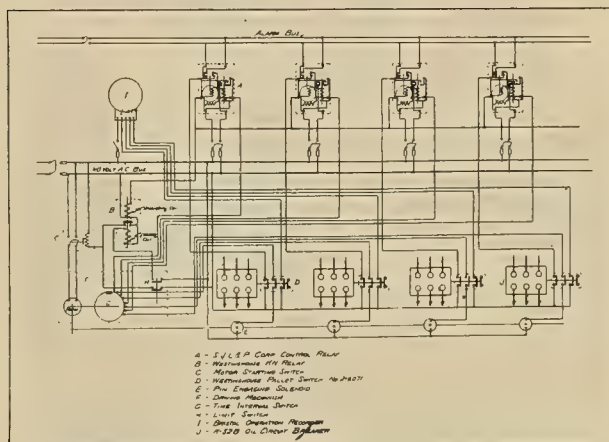 ALARM BUS
A
I
110 VOLT AC BUS
B
D
H
J
E
A - S J L & P CORP CONTROL RELAY
B - WESTINGHOUSE RELAY
C MOTOR STARTING SWITCH
D - WESTINGHOUSE PALLET SWITCH
E - PIN ENGAGING SOLENOID
F - DRIVING MECHANISM
G - TIME INTERVAL SWITCH
H - LIMIT SWITCH
I - BRISTOL OPERATION RECORDER
J - OIL CIRCUIT BREAKER